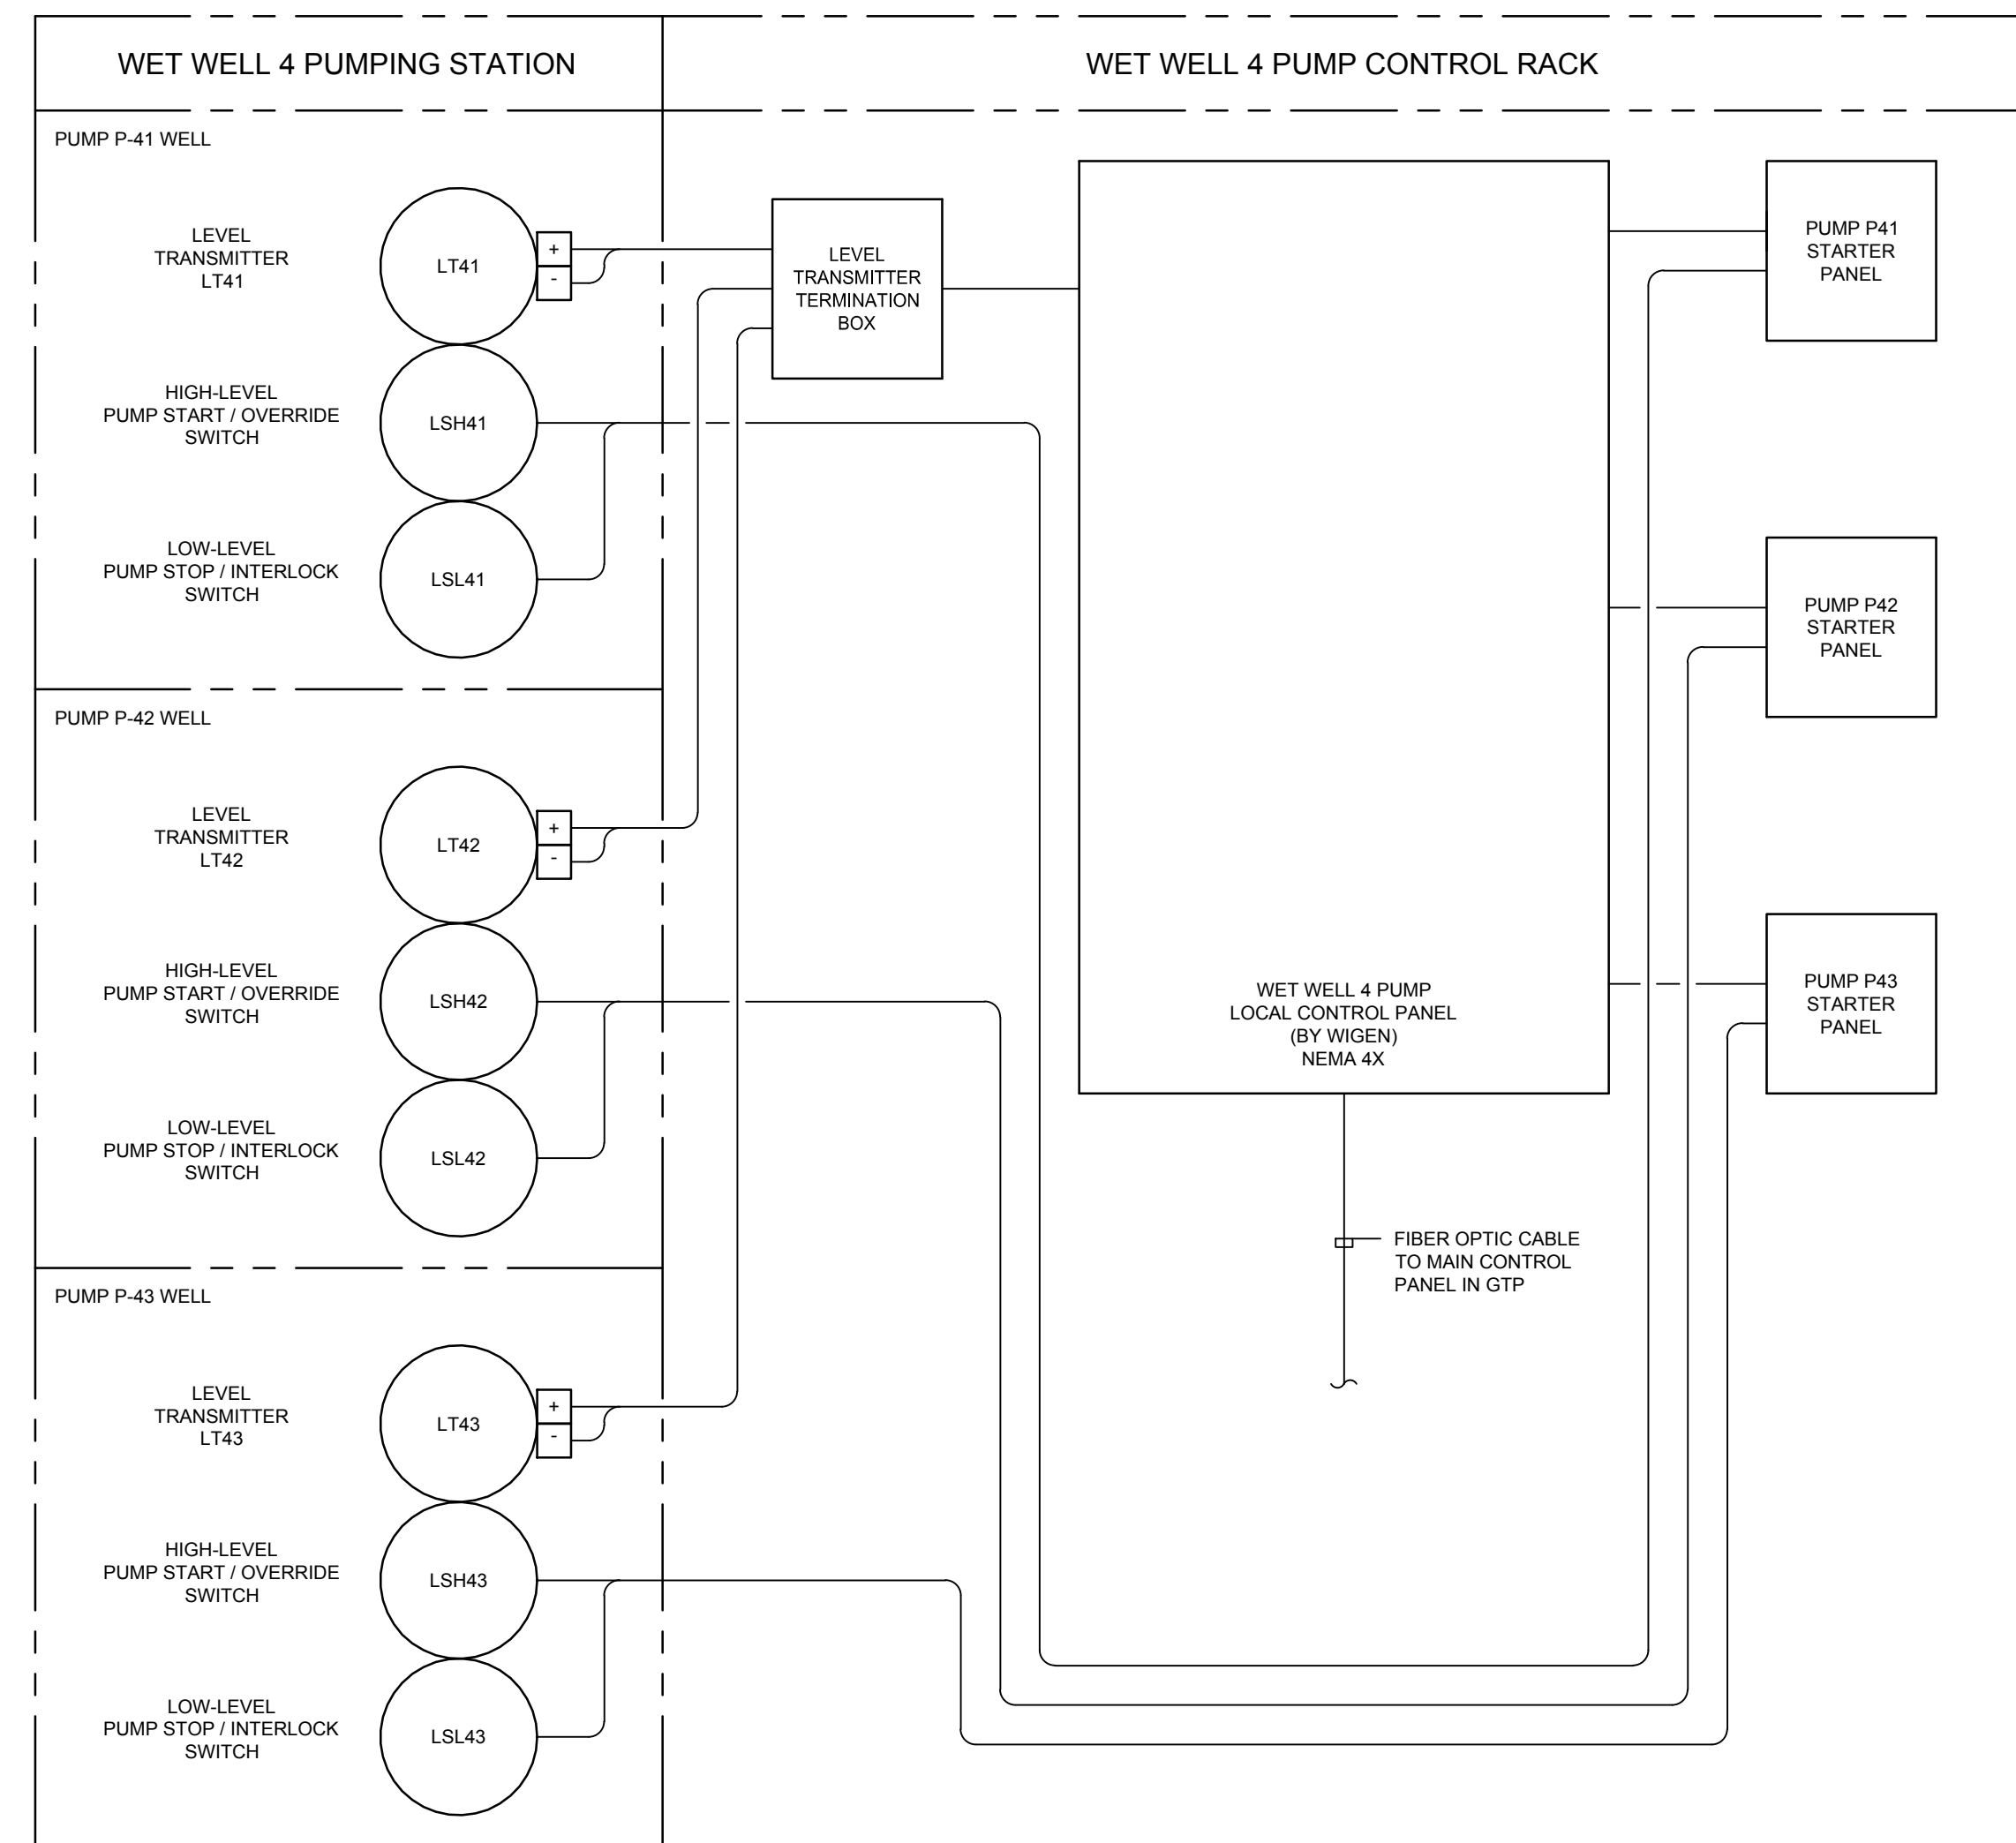 WET WELL 4 PUMPING STATION
WET WELL 4 PUMP CONTROL RACK
PUMP P-41 WELL
LEVEL
TRANSMITTER
LT41
LT41
+
-
HIGH-LEVEL
PUMP START / OVERRIDE
SWITCH
LSH41
LOW-LEVEL
PUMP STOP / INTERLOCK
SWITCH
LSL41
PUMP P-42 WELL
LEVEL
TRANSMITTER
LT42
LT42
+
-
HIGH-LEVEL
PUMP START / OVERRIDE
SWITCH
LSH42
LOW-LEVEL
PUMP STOP / INTERLOCK
SWITCH
LSL42
PUMP P-43 WELL
LEVEL
TRANSMITTER
LT43
LT43
+
-
HIGH-LEVEL
PUMP START / OVERRIDE
SWITCH
LSH43
LOW-LEVEL
PUMP STOP / INTERLOCK
SWITCH
LSL43
LEVEL
TRANSMITTER
TERMINATION
BOX
WET WELL 4 PUMP
LOCAL CONTROL PANEL
(BY WIGEN)
NEMA 4X
FIBER OPTIC CABLE
TO MAIN CONTROL
PANEL IN GTP
PUMP P41
STARTER
PANEL
PUMP P42
STARTER
PANEL
PUMP P43
STARTER
PANEL